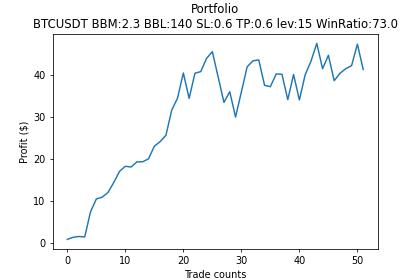 Portfolio
BTCUSDT BBM:2.3 BBL:140 SL:0.6 TP:0.6 lev:15 WinRatio:73.0
Profit ($)
40
30
20
10
0
0 10 20 30 40 50
Trade counts